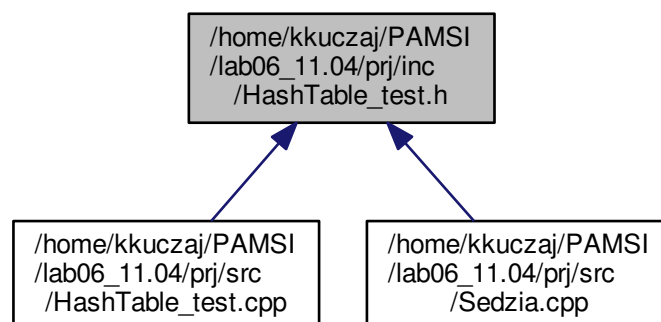 /home/kkuczaj/PAMSI
/lab06_11.04/prj/inc
/HashTable_test.h
/home/kkuczaj/PAMSI
/lab06_11.04/prj/src
/HashTable_test.cpp
/home/kkuczaj/PAMSI
/lab06_11.04/prj/src
/Sedzia.cpp